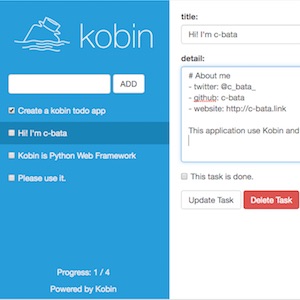 kobin
ADD
Create a kobin todo app
Hi! I'm c-bata
Kobin is Python Web Framework
Please use it.
Progress: 1 / 4
Powered by Kobin
title:
Hi! I'm c-bata
detail:
# About me
- twitter: @c_bata_
- github: c-bata
- website: http://c-bata.link
This application use Kobin and
This task is done.
Update Task
Delete Task